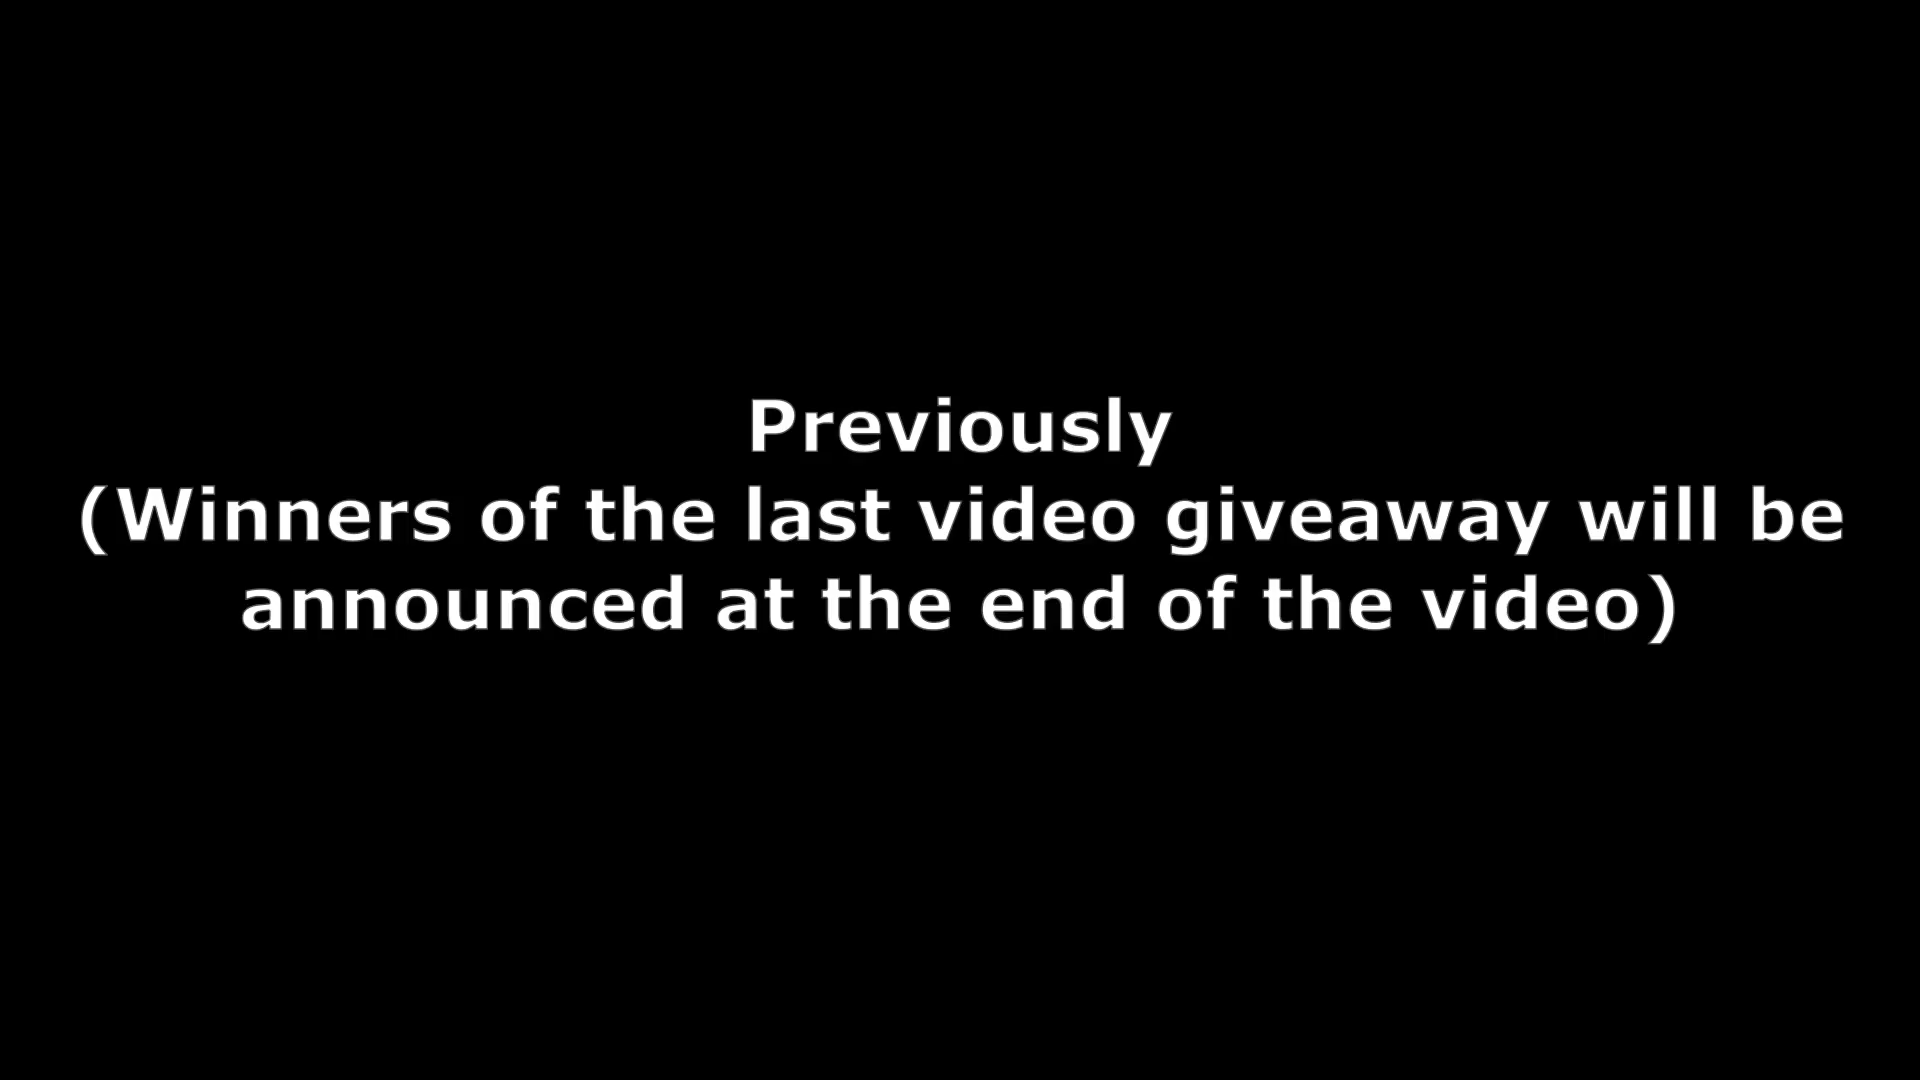 Previously
(Winners of the last video giveaway will be
announced at the end of the video)